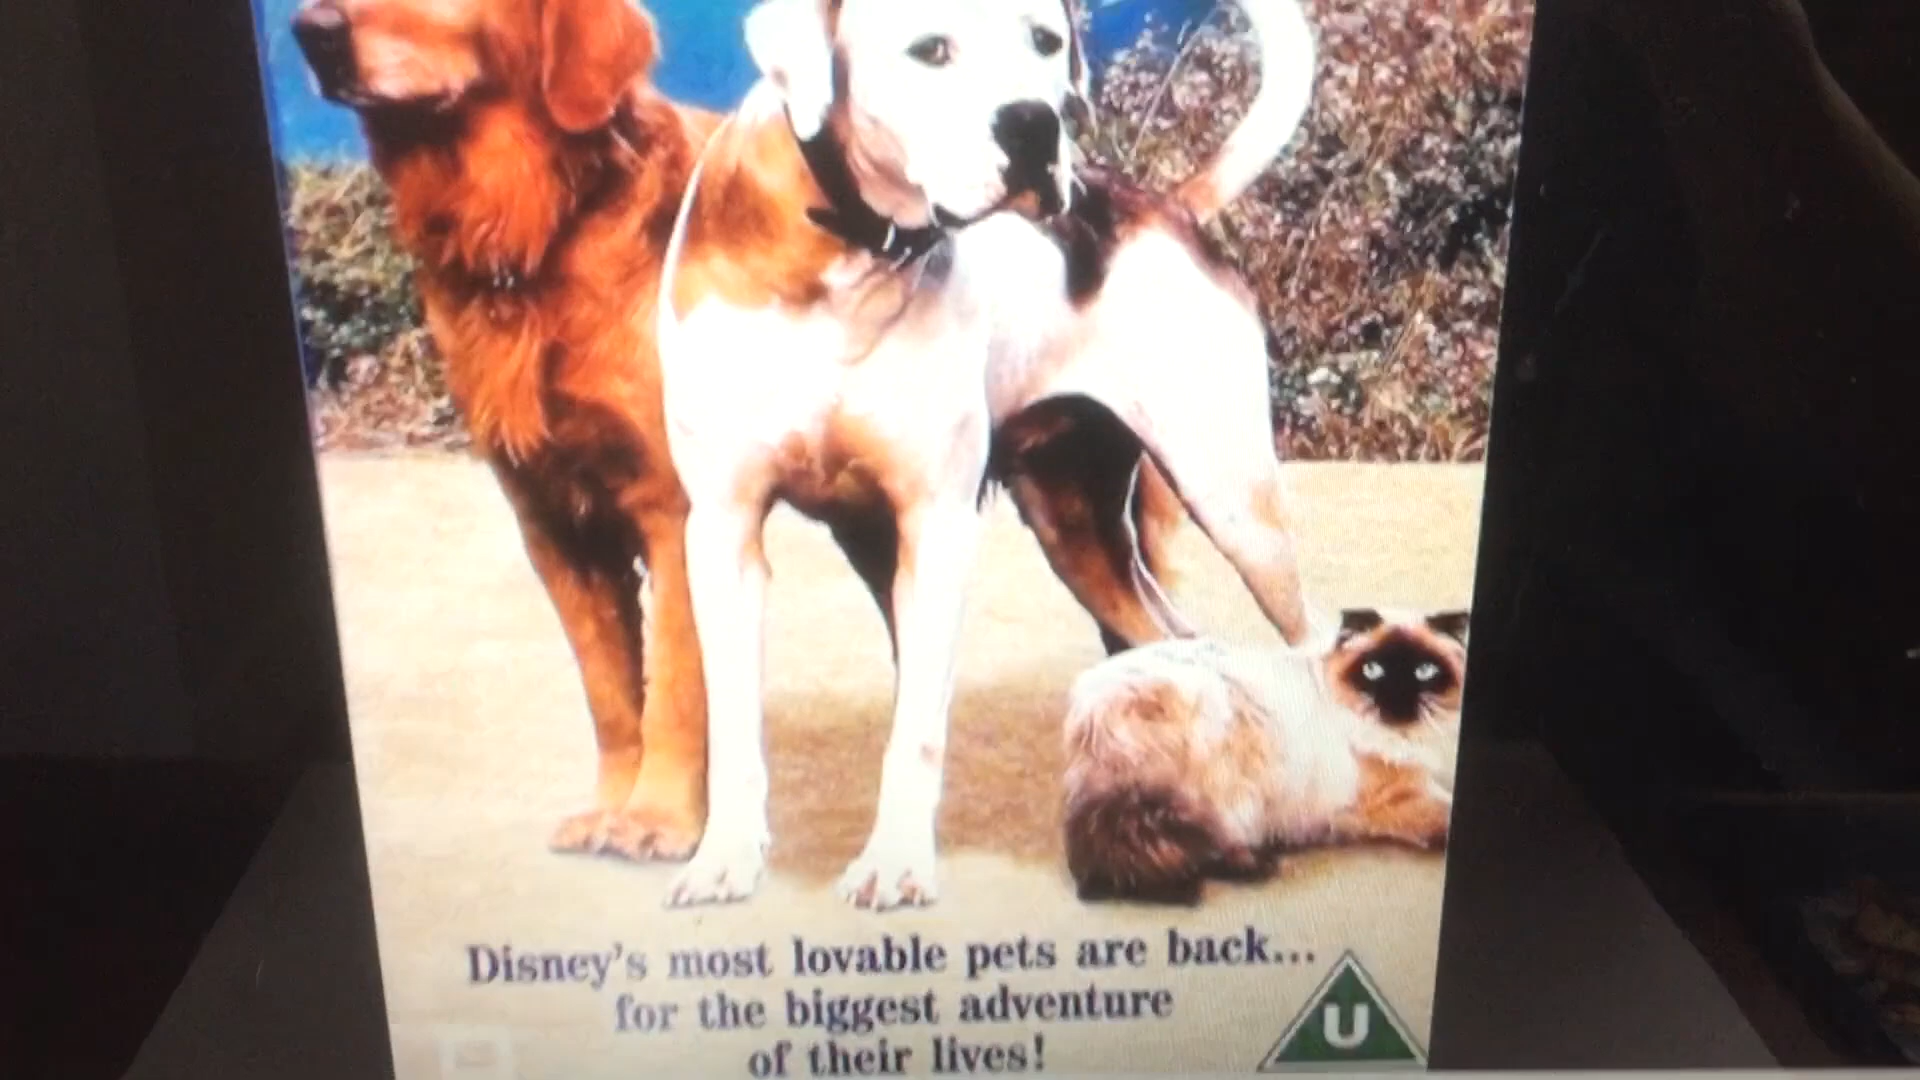 Disney's most lovable pets are back...
for the biggest adventure
of their lives!
U